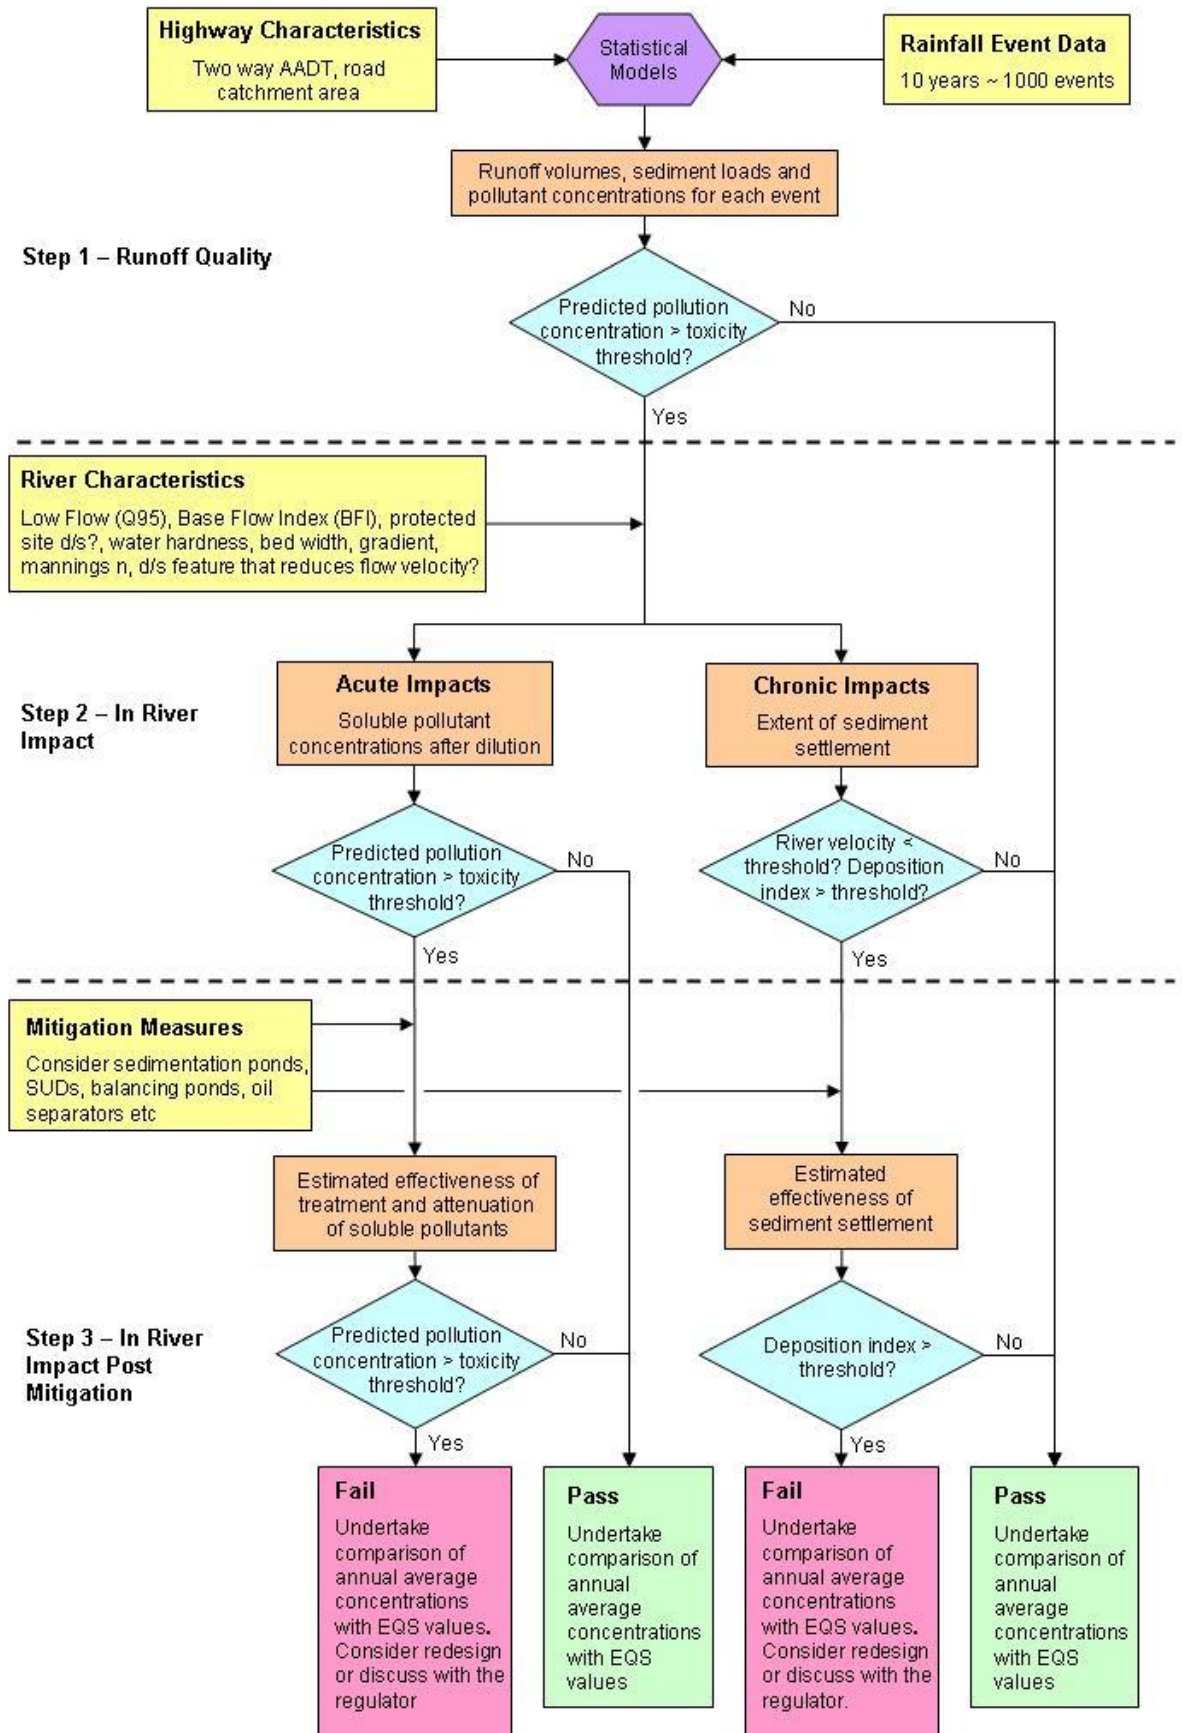 Highway Characteristics
Two way AADT, road
catchment area
Statistical
Models
Rainfall Event Data
10 years ~ 1000 events
Runoff volumes, sediment loads and
pollutant concentrations for each event
Step 1 – Runoff Quality
Predicted pollution
concentration > toxicity
threshold?
No
Yes
River Characteristics
Low Flow (Q95), Base Flow Index (BFI), protected
site d/s?, water hardness, bed width, gradient,
mannings n, d/s feature that reduces flow velocity?
Step 2 – In River
Impact
Acute Impacts
Soluble pollutant
concentrations after dilution
Chronic Impacts
Extent of sediment
settlement
Predicted pollution
concentration > toxicity
threshold?
No
Yes
River velocity <
threshold? Deposition
index > threshold?
No
Yes
Mitigation Measures
Consider sedimentation ponds,
SUDs, balancing ponds, oil
separators etc
Estimated effectiveness of
treatment and attenuation
of soluble pollutants
Estimated
effectiveness of
sediment settlement
Step 3 – In River
Impact Post
Mitigation
Predicted pollution
concentration > toxicity
threshold?
No
Yes
Deposition index >
threshold?
No
Yes
Fail
Undertake
comparison of
annual average
concentrations
with EQS values.
Consider redesign
or discuss with the
regulator
Pass
Undertake
comparison of
annual
average
concentrations
with EQS
values
Fail
Undertake
comparison of
annual average
concentrations
with EQS values.
Consider redesign
or discuss with the
regulator.
Pass
Undertake
comparison of
annual
average
concentrations
with EQS
values